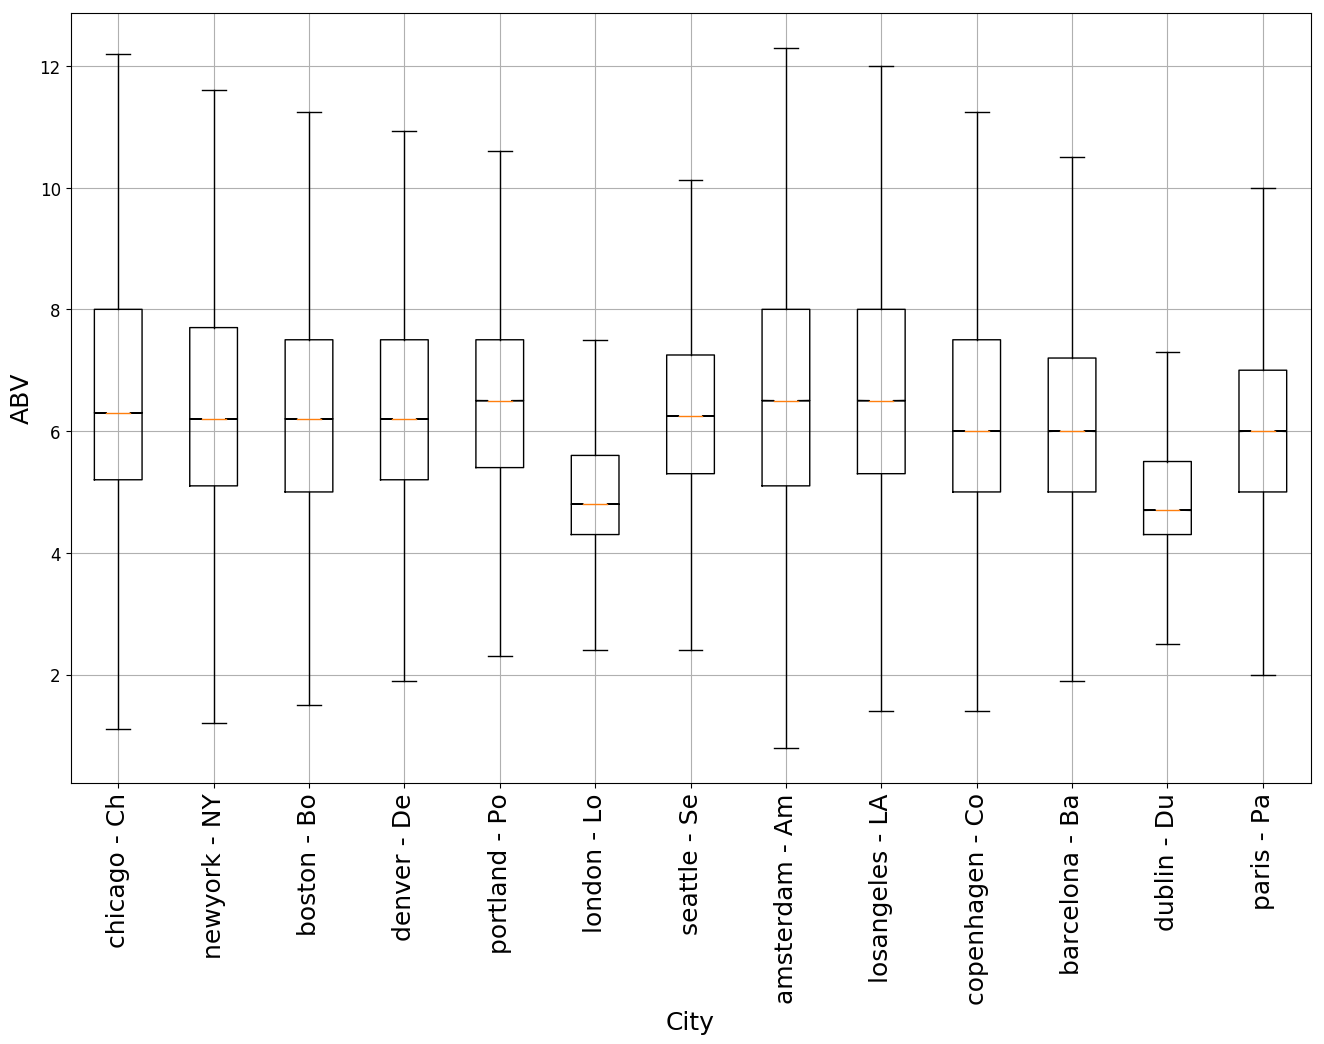 12
10
8
6
4
2
ABV
chicago - Ch
newyork - NY
boston - Bo
denver - De
portland - Po
london - Lo
seattle - Se
amsterdam - Am
losangeles - LA
copenhagen - Co
barcelona - Ba
dublin - Du
paris - Pa
City